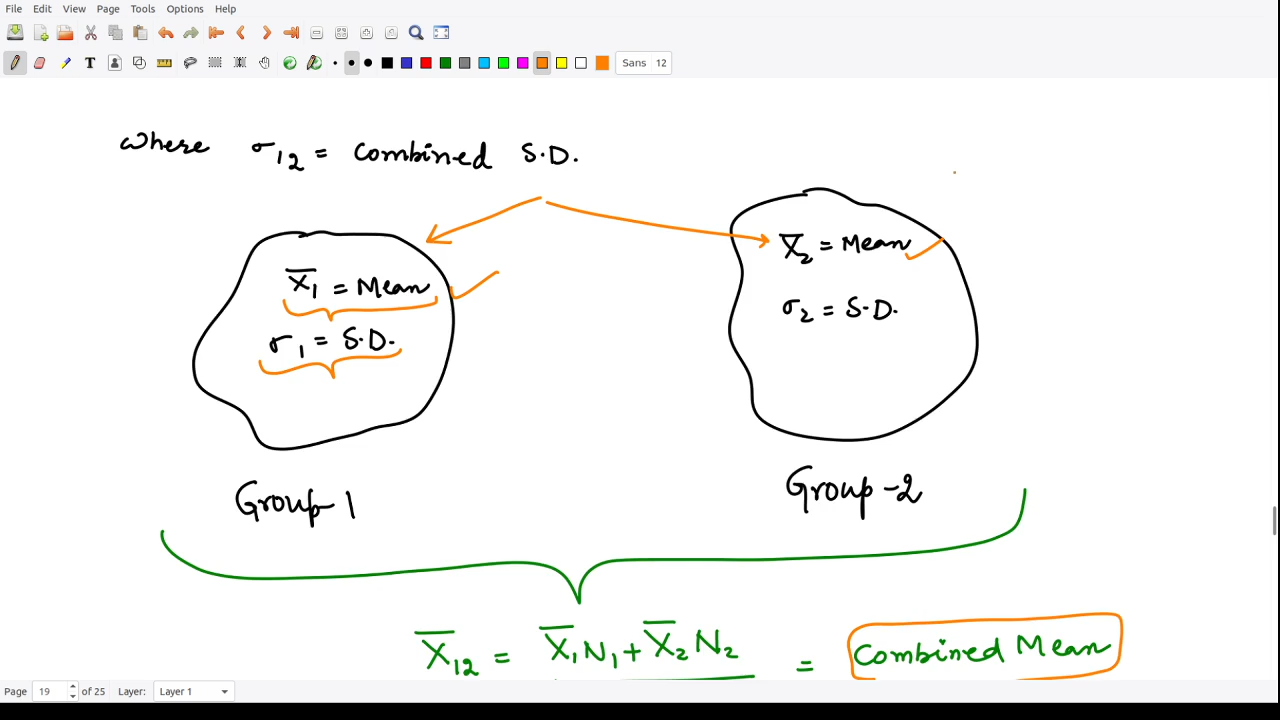 File Edit View Page Tools Options Help
Sans 12
where σ12 = combined S.D.
X̅1 = Mean
σ1 = S.D.
Group-1
X̅2 = Mean
σ2 = S.D.
Group-2
X̅12 = X̅1N1 + X̅2N2 = Combined Mean
Page 19 of 25 Layer: Layer 1